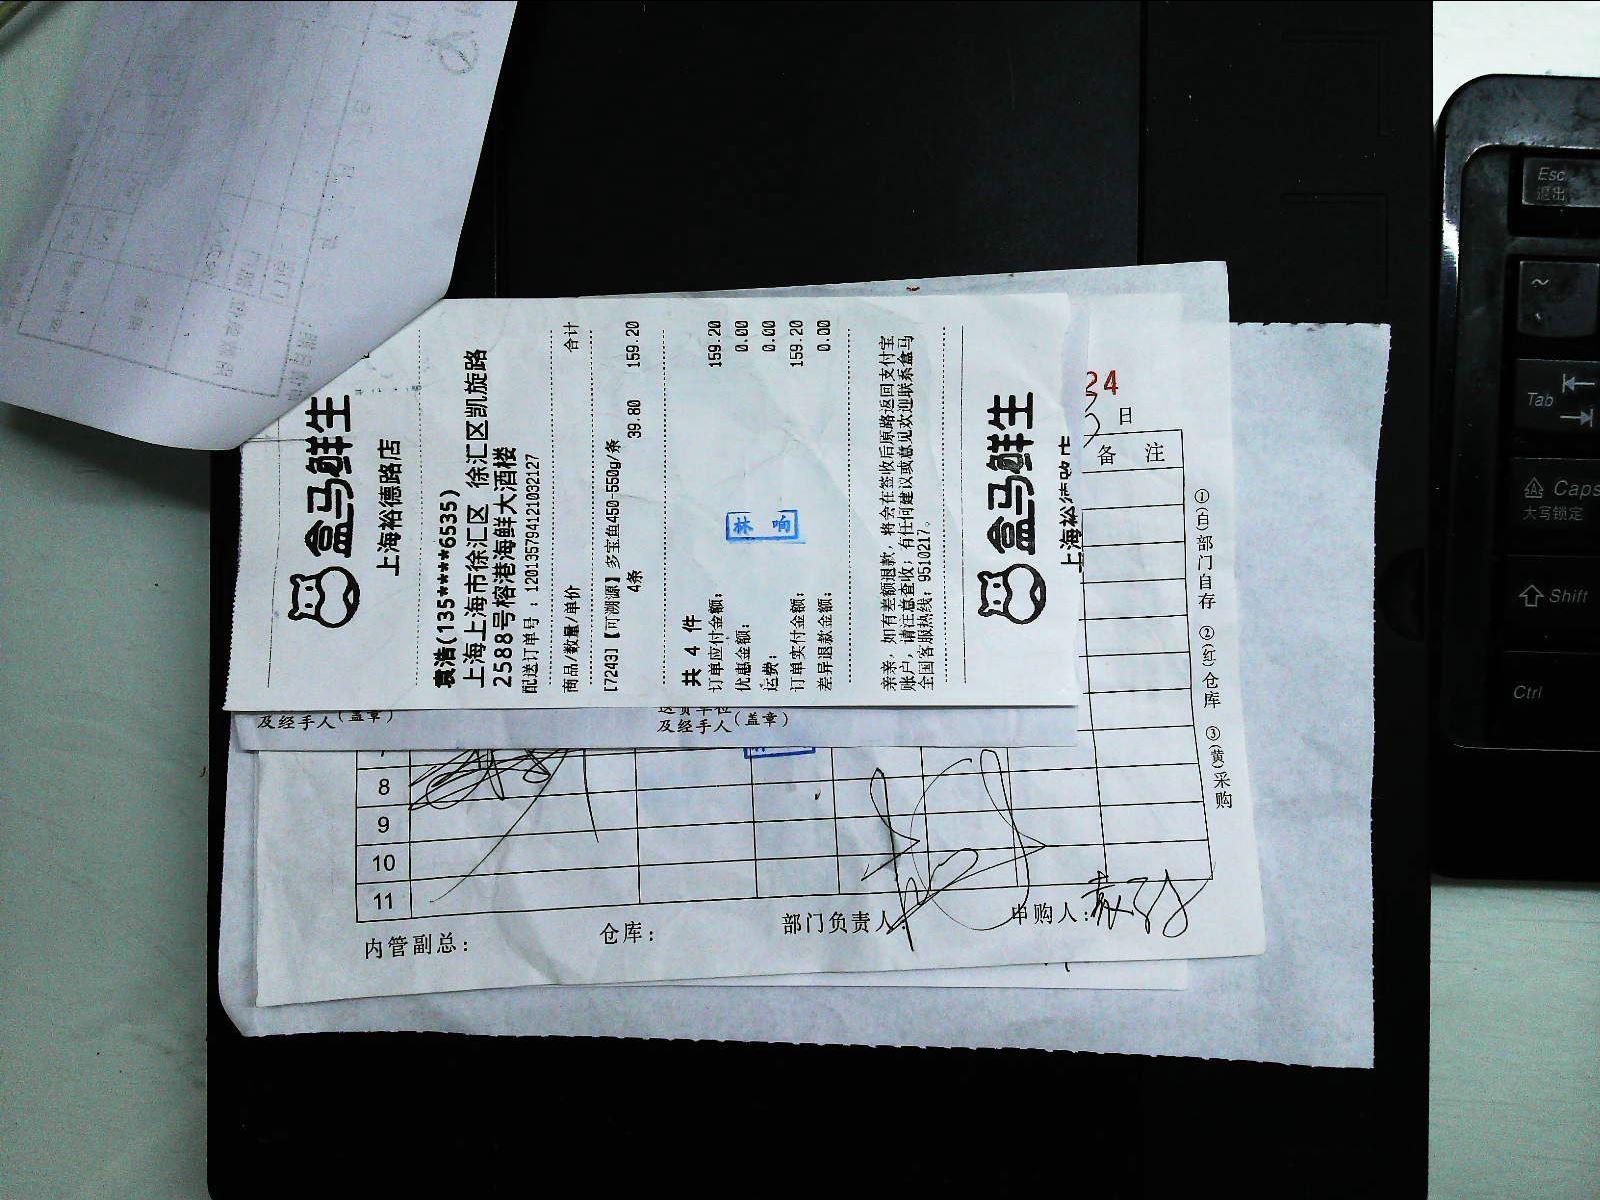 盒马鲜生
上海裕德路店
袁浩(135****6535)
上海上海市徐汇区 徐汇区凯旋路
2588号榕港海鲜大酒楼
配送订单号：1201357941210321​27
商品/数量/单价 合计
[7243]【可溯源】多宝鱼450-550g/条
4条 39.80 159.20
共 4 件
订单应付金额： 159.20
优惠金额： 0.00
运费： 0.00
订单实付金额： 159.20
差异退款金额： 0.00
亲亲，如有差额退款，将会在签收后原路返回支付宝
账户，请注意查收；有任何建议或意见欢迎联系盒马
全国客服热线：9510217。
盒马鲜生
上海裕德路
及经手人(盖章)
及经手人(盖章)
24
日
备 注
8
9
10
11
内管副总：
仓库：
部门负责人：
申购人：
①(白)部门自存 ②(红)仓库 ③(黄)采购
Esc
退出
~
Tab
Caps
大写锁定
Shift
Ctrl